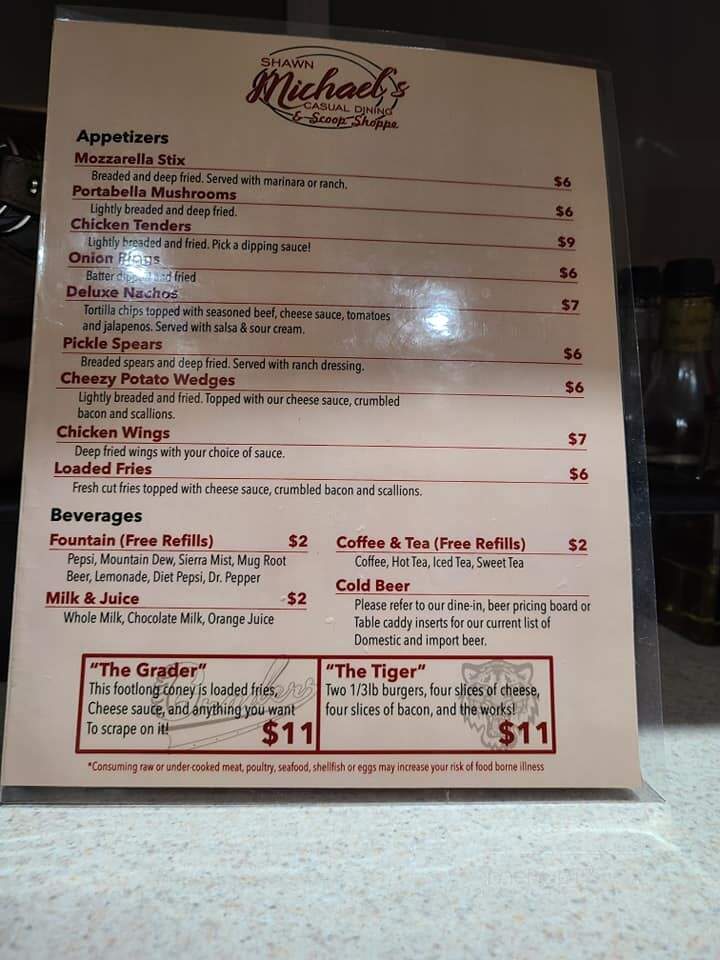 SHAWN
Michael's
CASUAL DINING
& Scoop Shoppe
Appetizers
Mozzarella Stix $6
Breaded and deep fried. Served with marinara or ranch.
Portabella Mushrooms $6
Lightly breaded and deep fried.
Chicken Tenders $9
Lightly breaded and fried. Pick a dipping sauce!
Onion Rings $6
Batter dipped and fried
Deluxe Nachos $7
Tortilla chips topped with seasoned beef, cheese sauce, tomatoes
and jalapenos. Served with salsa & sour cream.
Pickle Spears $6
Breaded spears and deep fried. Served with ranch dressing.
Cheezy Potato Wedges $6
Lightly breaded and fried. Topped with our cheese sauce, crumbled
bacon and scallions.
Chicken Wings $7
Deep fried wings with your choice of sauce.
Loaded Fries $6
Fresh cut fries topped with cheese sauce, crumbled bacon and scallions.
Beverages
Fountain (Free Refills) $2
Pepsi, Mountain Dew, Sierra Mist, Mug Root
Beer, Lemonade, Diet Pepsi, Dr. Pepper
Milk & Juice $2
Whole Milk, Chocolate Milk, Orange Juice
Coffee & Tea (Free Refills) $2
Coffee, Hot Tea, Iced Tea, Sweet Tea
Cold Beer
Please refer to our dine-in, beer pricing board or
Table caddy inserts for our current list of
Domestic and import beer.
"The Grader"
This footlong coney is loaded fries,
Cheese sauce, and anything you want
To scrape on it! $11
"The Tiger"
Two 1/3lb burgers, four slices of cheese,
four slices of bacon, and the works!
$11
*Consuming raw or under-cooked meat, poultry, seafood, shellfish or eggs may increase your risk of food borne illness